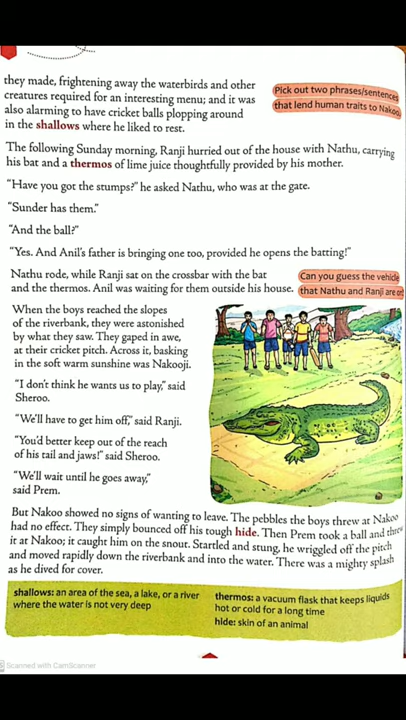 they made, frightening away the waterbirds and other
creatures required for an interesting menu; and it was
also alarming to have cricket balls plopping around
in the shallows where he liked to rest.
Pick out two phrases/sentences
that lend human traits to Nakoo.
The following Sunday morning, Ranji hurried out of the house with Nathu, carrying
his bat and a thermos of lime juice thoughtfully provided by his mother.
"Have you got the stumps?" he asked Nathu, who was at the gate.
"Sunder has them."
"And the ball?"
"Yes. And Anil's father is bringing one too, provided he opens the batting!"
Nathu rode, while Ranji sat on the crossbar with the bat
and the thermos. Anil was waiting for them outside his house.
Can you guess the vehicle
that Nathu and Ranji are on?
When the boys reached the slopes
of the riverbank, they were astonished
by what they saw. They gaped in awe,
at their cricket pitch. Across it, basking
in the soft warm sunshine was Nakooji.
"I don't think he wants us to play," said
Sheroo.
"We'll have to get him off," said Ranji.
"You'd better keep out of the reach
of his tail and jaws!" said Sheroo.
"We'll wait until he goes away,"
said Prem.
But Nakoo showed no signs of wanting to leave. The pebbles the boys threw at Nakoo
had no effect. They simply bounced off his tough hide. Then Prem took a ball and threw
it at Nakoo; it caught him on the snout. Startled and stung, he wriggled off the pitch
and moved rapidly down the riverbank and into the water. There was a mighty splash
as he dived for cover.
shallows: an area of the sea, a lake, or a river
where the water is not very deep
thermos: a vacuum flask that keeps liquids
hot or cold for a long time
hide: skin of an animal
Scanned with CamScanner